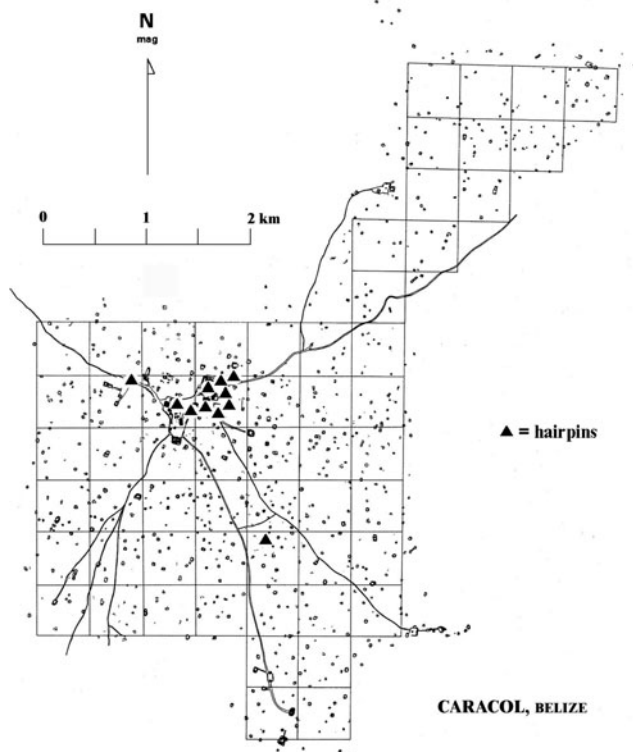 N
mag
0 1 2 km
▲ = hairpins
CARACOL, BELIZE